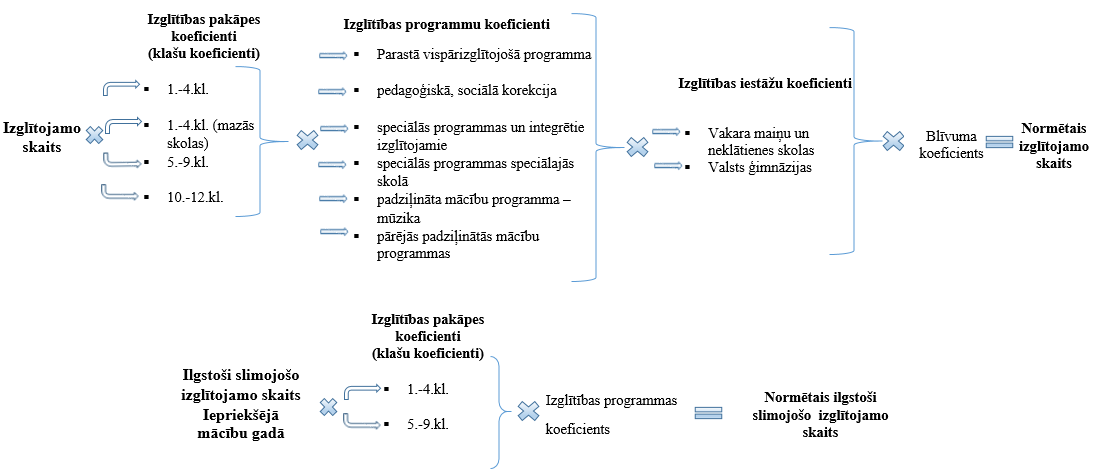 Izglītības pakāpes
koeficienti
(klašu koeficienti)
Izglītības programmu koeficienti
Izglītojamo
skaits
1.-4.kl.
1.-4.kl. (mazās
skolas)
5.-9.kl.
10.-12.kl.
Parastā vispārizglītojošā programma
pedagoģiskā, sociālā korekcija
speciālās programmas un integrētie
izglītojamie
speciālās programmas speciālajās
skolā
padziļināta mācību programma –
mūzika
pārējās padziļinātās mācību
programmas
Izglītības iestāžu koeficienti
Vakara maiņu un
neklātienes skolas
Valsts ģimnāzijas
Blīvuma
koeficients
Normētais
izglītojamo
skaits
Izglītības pakāpes
koeficienti
(klašu koeficienti)
Ilgstoši slimojošo
izglītojamo skaits
Iepriekšējā
mācību gadā
1.-4.kl.
5.-9.kl.
Izglītības programmas
koeficients
Normētais ilgstoši
slimojošo izglītojamo
skaits